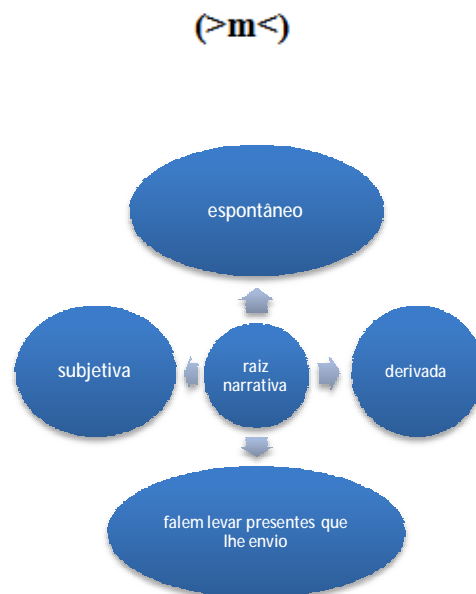 (>m<)
espontâneo
subjetiva
raiz
narrativa
derivada
falem levar presentes que
lhe envio